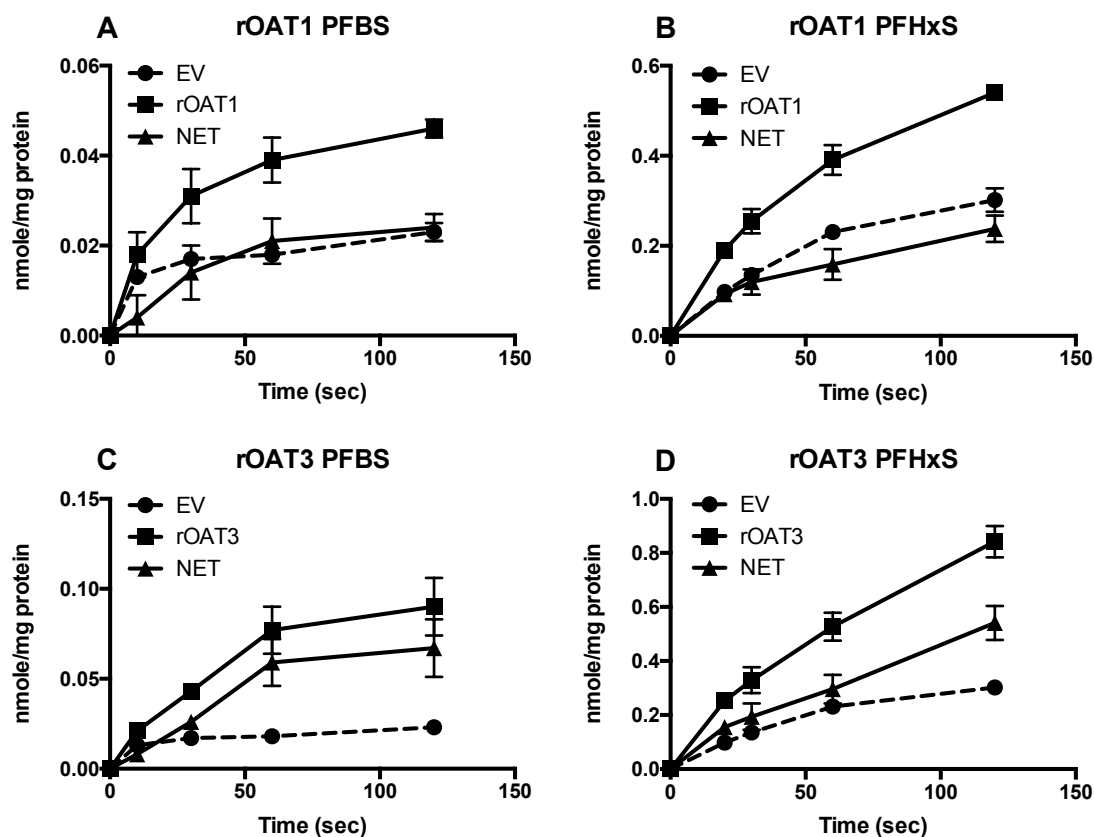 A
rOAT1 PFBS
EV
rOAT1
NET
nmole/mg protein
0.06
0.04
0.02
0.00
0 50 100 150
Time (sec)
B
rOAT1 PFHxS
EV
rOAT1
NET
nmole/mg protein
0.6
0.4
0.2
0.0
0 50 100 150
Time (sec)
C
rOAT3 PFBS
EV
rOAT3
NET
nmole/mg protein
0.15
0.10
0.05
0.00
0 50 100 150
Time (sec)
D
rOAT3 PFHxS
EV
rOAT3
NET
nmole/mg protein
1.0
0.8
0.6
0.4
0.2
0.0
0 50 100 150
Time (sec)